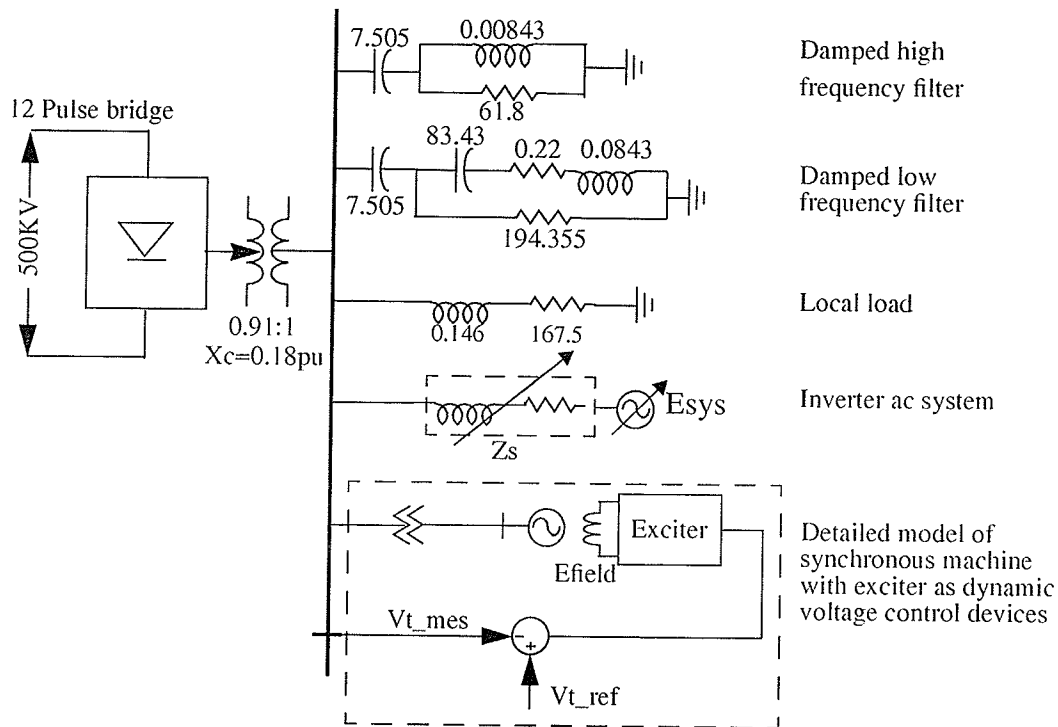 0.00843
7.505
61.8
Damped high
frequency filter
12 Pulse bridge
500KV
83.43
0.22
0.0843
7.505
194.355
Damped low
frequency filter
0.91:1
Xc=0.18pu
0.146
167.5
Local load
Zs
Esys
Inverter ac system
Exciter
Efield
Vt_mes
-
+
Vt_ref
Detailed model of
synchronous machine
with exciter as dynamic
voltage control devices